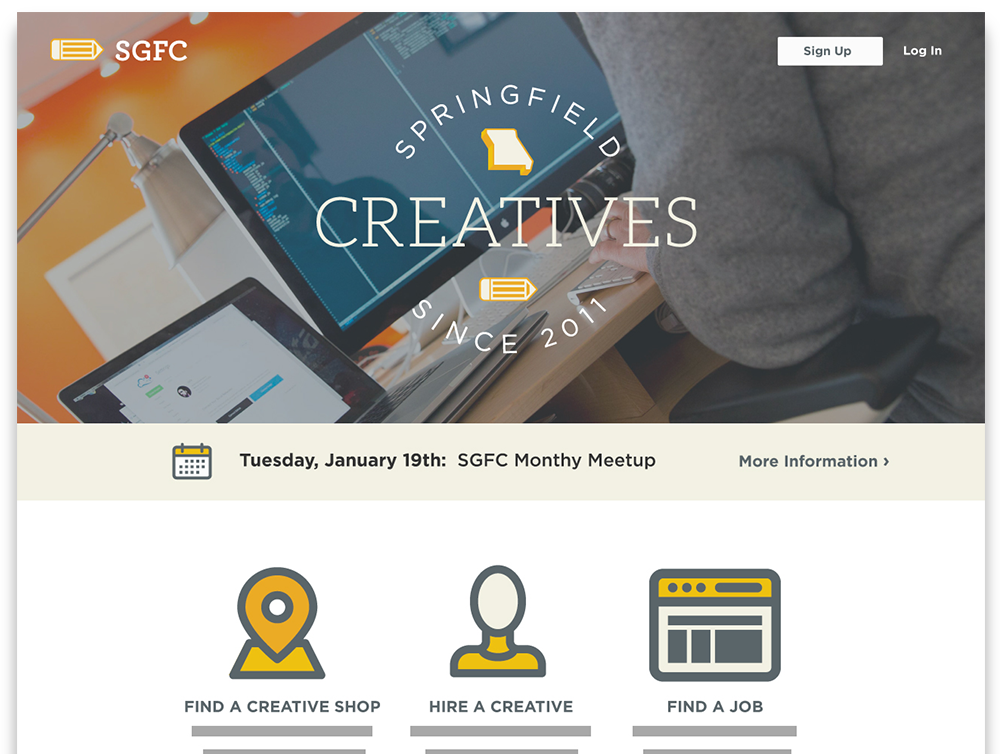 SGFC
Sign Up
Log In
SPRINGFIELD
CREATIVES
SINCE 2011
Tuesday, January 19th: SGFC Monthy Meetup
More Information ›
FIND A CREATIVE SHOP
HIRE A CREATIVE
FIND A JOB